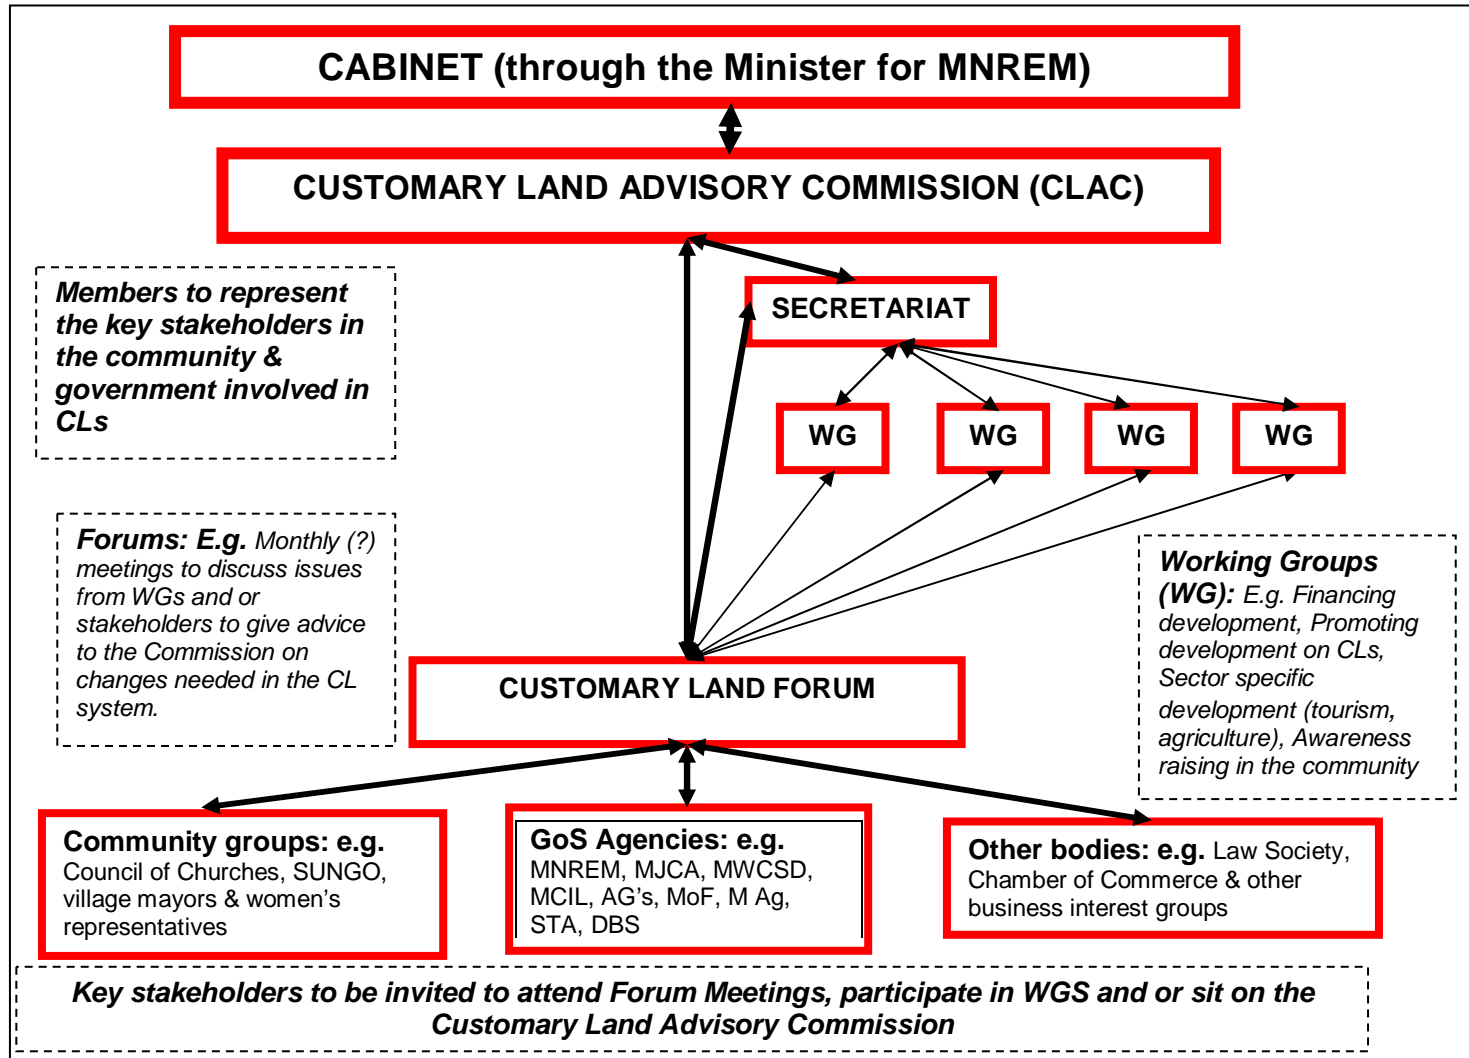 CABINET (through the Minister for MNREM)
CUSTOMARY LAND ADVISORY COMMISSION (CLAC)
Members to represent
the key stakeholders in
the community &
government involved in
CLs
SECRETARIAT
WG
WG
WG
WG
Forums: E.g. Monthly (?)
meetings to discuss issues
from WGs and or
stakeholders to give advice
to the Commission on
changes needed in the CL
system.
Working Groups
(WG): E.g. Financing
development, Promoting
development on CLs,
Sector specific
development (tourism,
agriculture), Awareness
raising in the community
CUSTOMARY LAND FORUM
Community groups: e.g.
Council of Churches, SUNGO,
village mayors & women's
representatives
GoS Agencies: e.g.
MNREM, MJCA, MWCSD,
MCIL, AG's, MoF, M Ag,
STA, DBS
Other bodies: e.g. Law Society,
Chamber of Commerce & other
business interest groups
Key stakeholders to be invited to attend Forum Meetings, participate in WGS and or sit on the
Customary Land Advisory Commission